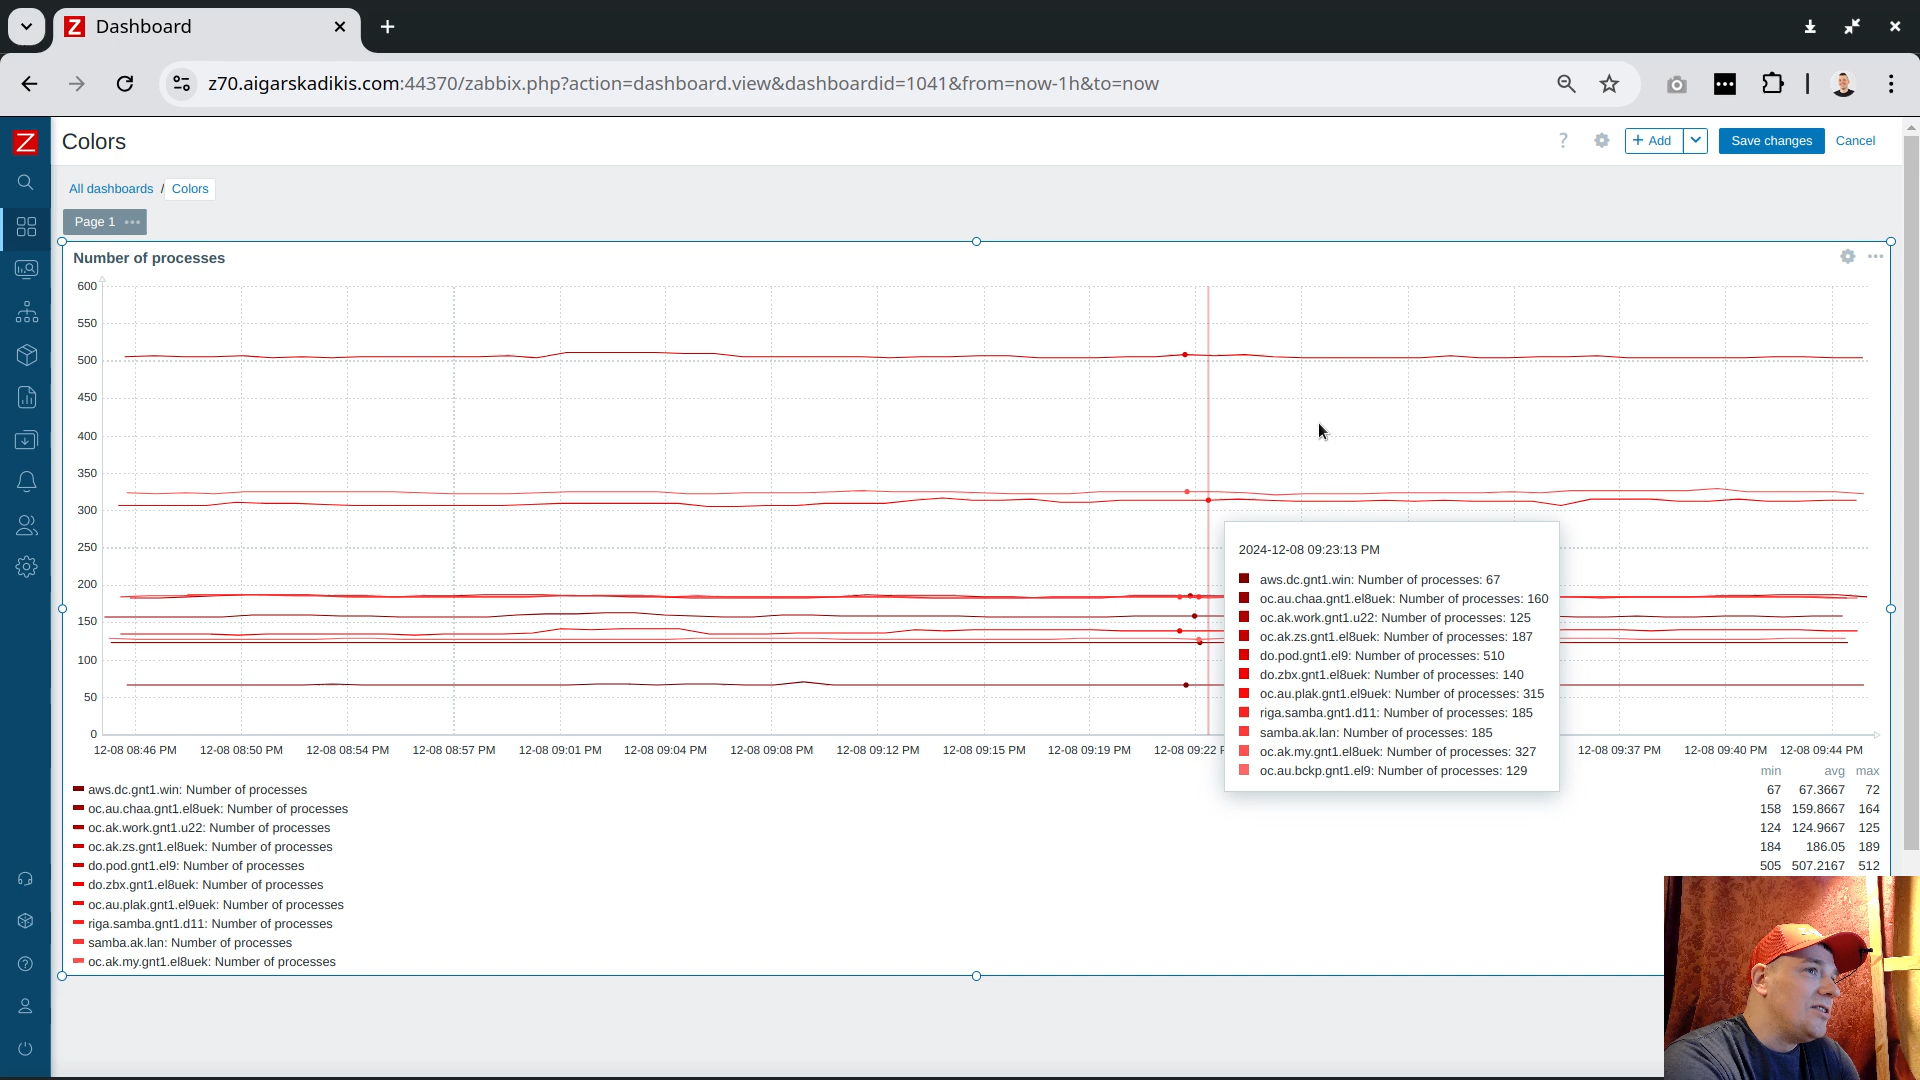 Z Dashboard
z70.aigarskadikis.com:44370/zabbix.php?action=dashboard.view&dashboardid=1041&from=now-1h&to=now
Z
Colors
?
+ Add
Save changes
Cancel
All dashboards / Colors
Page 1
Number of processes
600
550
500
450
400
350
300
250
200
150
100
50
0
12-08 08:46 PM 12-08 08:50 PM 12-08 08:54 PM 12-08 08:57 PM 12-08 09:01 PM 12-08 09:04 PM 12-08 09:08 PM 12-08 09:12 PM 12-08 09:15 PM 12-08 09:19 PM 12-08 09:22 P 12-08 09:37 PM 12-08 09:40 PM 12-08 09:44 PM
2024-12-08 09:23:13 PM
aws.dc.gnt1.win: Number of processes: 67
oc.au.chaa.gnt1.el8uek: Number of processes: 160
oc.ak.work.gnt1.u22: Number of processes: 125
oc.ak.zs.gnt1.el8uek: Number of processes: 187
do.pod.gnt1.el9: Number of processes: 510
do.zbx.gnt1.el8uek: Number of processes: 140
oc.au.plak.gnt1.el9uek: Number of processes: 315
riga.samba.gnt1.d11: Number of processes: 185
samba.ak.lan: Number of processes: 185
oc.ak.my.gnt1.el8uek: Number of processes: 327
oc.au.bckp.gnt1.el9: Number of processes: 129
min avg max
aws.dc.gnt1.win: Number of processes 67 67.3667 72
oc.au.chaa.gnt1.el8uek: Number of processes 158 159.8667 164
oc.ak.work.gnt1.u22: Number of processes 124 124.9667 125
oc.ak.zs.gnt1.el8uek: Number of processes 184 186.05 189
do.pod.gnt1.el9: Number of processes 505 507.2167 512
do.zbx.gnt1.el8uek: Number of processes
oc.au.plak.gnt1.el9uek: Number of processes
riga.samba.gnt1.d11: Number of processes
samba.ak.lan: Number of processes
oc.ak.my.gnt1.el8uek: Number of processes